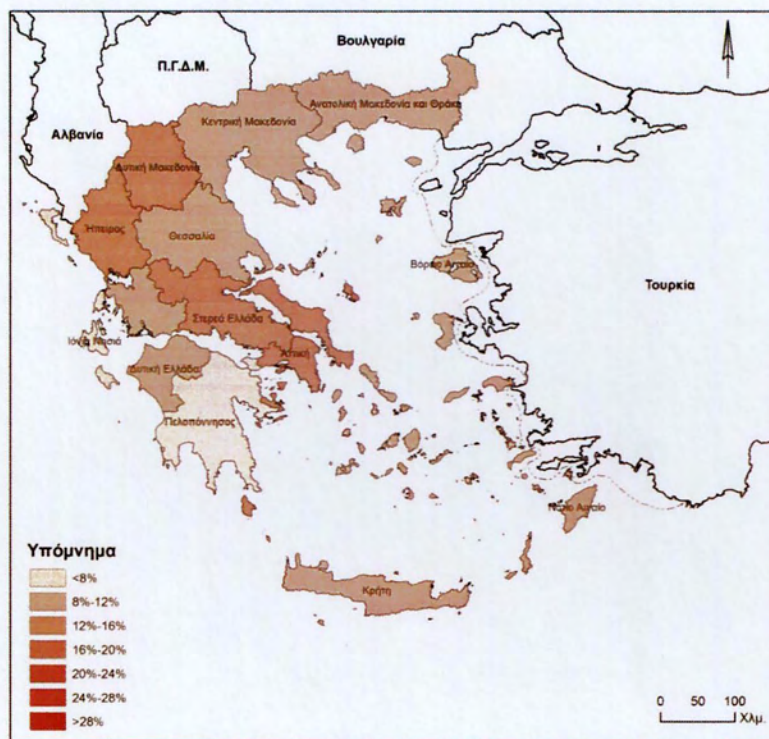 Βουλγαρία
Π.Γ.Δ.Μ.
Ανατολική Μακεδονία και Θράκη
Κεντρική Μακεδονία
Αλβανία
Δυτική Μακεδονία
Ήπειρος
Θεσσαλία
Βόρειο Αιγαίο
Τουρκία
Στερεά Ελλάδα
Ιόνια Νησιά
Αττική
Δυτική Ελλάδα
Πελοπόννησος
Νότιο Αιγαίο
Υπόμνημα
<8%
8%-12%
12%-16%
16%-20%
20%-24%
24%-28%
>28%
Κρήτη
0 50 100
Χλμ.